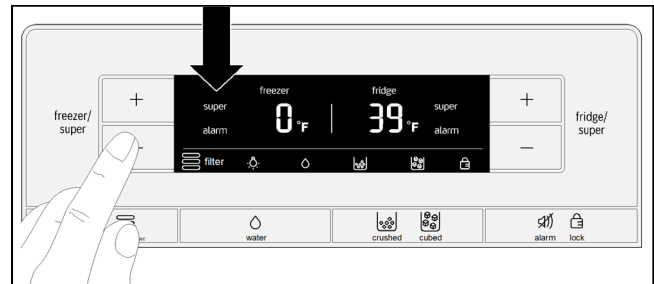 freezer/
super
+
−
super
alarm
freezer
0 °F
fridge
39 °F
super
alarm
filter
+
−
fridge/
super
water
crushed cubed
alarm lock